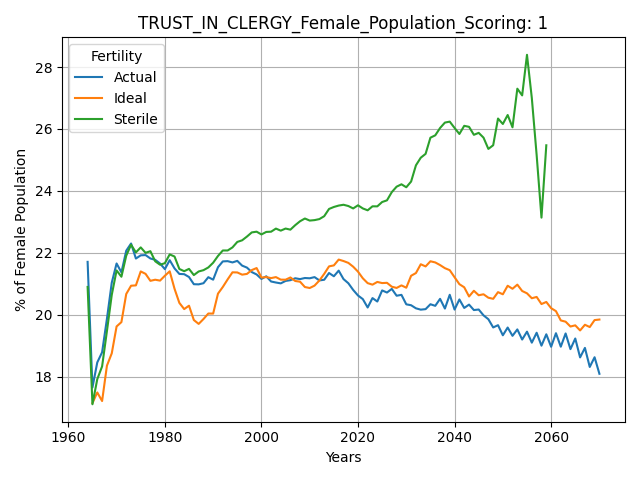 TRUST_IN_CLERGY_Female_Population_Scoring: 1
Fertility
Actual
Ideal
Sterile
% of Female Population
28
26
24
22
20
18
1960 1980 2000 2020 2040 2060
Years